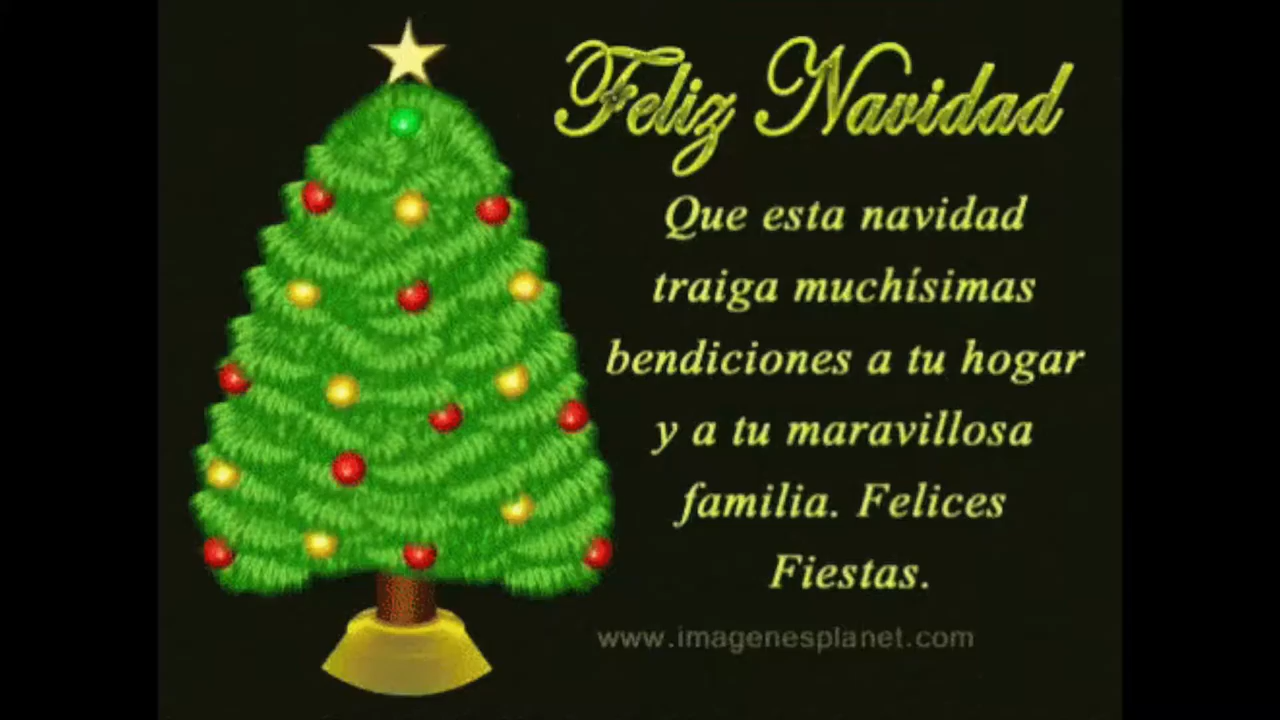 Feliz Navidad
Que esta navidad
traiga muchísimas
bendiciones a tu hogar
y a tu maravillosa
familia. Felices
Fiestas.
www.imagenesplanet.com